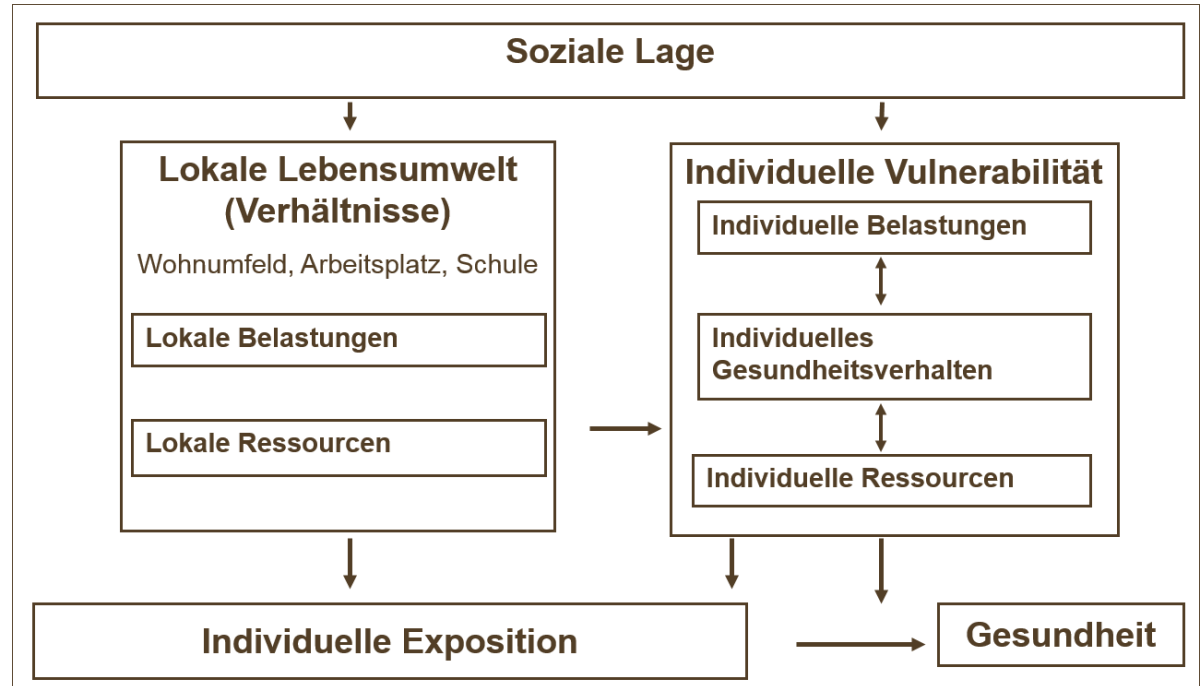 Soziale Lage
Lokale Lebensumwelt
(Verhältnisse)
Wohnumfeld, Arbeitsplatz, Schule
Lokale Belastungen
Lokale Ressourcen
Individuelle Vulnerabilität
Individuelle Belastungen
Individuelles
Gesundheitsverhalten
Individuelle Ressourcen
Individuelle Exposition
Gesundheit